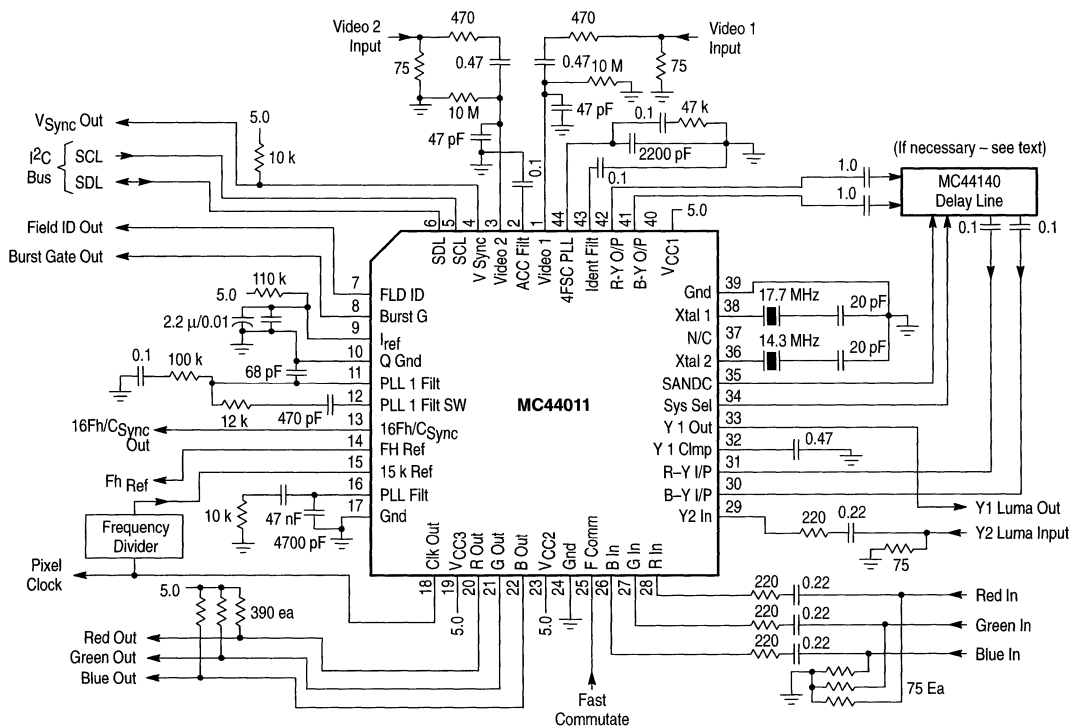 Video 2
Input
470
75
0.47
10 M
47 pF
0.1
470
Video 1
Input
0.47
10 M
75
47 pF
0.1
47 k
2200 pF
0.1
VSync Out
I2C
Bus
SCL
SDL
5.0
10 k
Field ID Out
Burst Gate Out
5.0
110 k
2.2 μ/0.01
0.1
100 k
68 pF
12 k
470 pF
16Fh/CSync
Out
Fh Ref
10 k
47 nF
4700 pF
Frequency
Divider
Pixel
Clock
5.0
390 ea
Red Out
Green Out
Blue Out
(If necessary – see text)
MC44140
Delay Line
1.0
1.0
0.1
0.1
5.0
6 SDL
5 SCL
4 V Sync
3 Video 2
2 ACC Filt
1 Video 1
44 4FSC PLL
43 Ident Filt
42 R-Y O/P
41 B-Y O/P
40 VCC1
7 FLD ID
8 Burst G
9 Iref
10 Q Gnd
11 PLL 1 Filt
12 PLL 1 Filt SW
13 16Fh/CSync
14 FH Ref
15 15 k Ref
16 PLL Filt
17 Gnd
MC44011
Gnd 39
Xtal 1 38
N/C 37
Xtal 2 36
SANDC 35
Sys Sel 34
Y 1 Out 33
Y 1 Clmp 32
R–Y I/P 31
B–Y I/P 30
Y2 In 29
18 Clk Out
19 VCC3
20 R Out
21 G Out
22 B Out
23 VCC2
24 Gnd
25 F Comm
26 B In
27 G In
28 R In
5.0
5.0
17.7 MHz
20 pF
14.3 MHz
20 pF
0.47
Y1 Luma Out
220
0.22
Y2 Luma Input
75
220
0.22
Red In
220
0.22
Green In
220
0.22
Blue In
75 Ea
Fast
Commutate